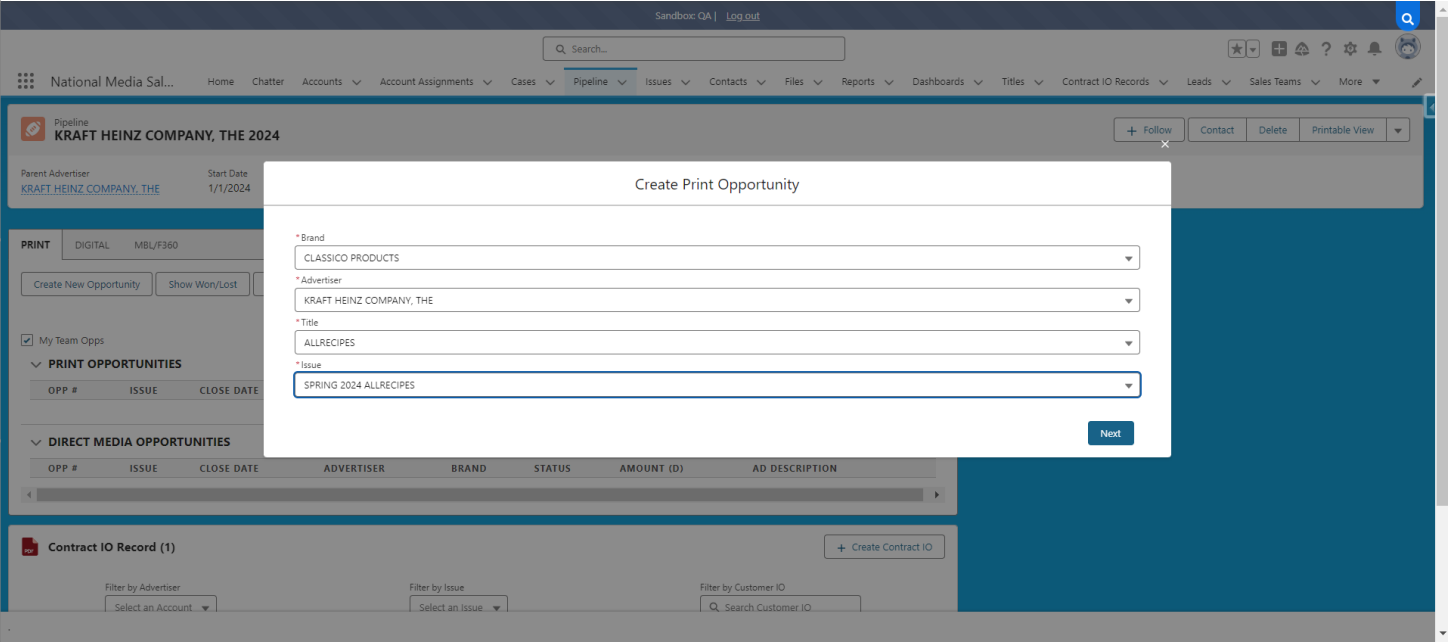 Sandbox: QA | Log out
Search...
National Media Sal...
Home Chatter Accounts Account Assignments Cases Pipeline Issues Contacts Files Reports Dashboards Titles Contract IO Records Leads Sales Teams More
Pipeline
KRAFT HEINZ COMPANY, THE 2024
+ Follow Contact Delete Printable View
Parent Advertiser Start Date
KRAFT HEINZ COMPANY, THE 1/1/2024
Create Print Opportunity
*Brand
CLASSICO PRODUCTS
*Advertiser
KRAFT HEINZ COMPANY, THE
*Title
ALLRECIPES
*Issue
SPRING 2024 ALLRECIPES
Next
PRINT DIGITAL MBL/F360
Create New Opportunity Show Won/Lost
My Team Opps
PRINT OPPORTUNITIES
OPP # ISSUE CLOSE DATE
DIRECT MEDIA OPPORTUNITIES
OPP # ISSUE CLOSE DATE ADVERTISER BRAND STATUS AMOUNT (D) AD DESCRIPTION
PDF
Contract IO Record (1)
+ Create Contract IO
Filter by Advertiser Filter by Issue Filter by Customer IO
Select an Account Select an Issue Search Customer IO